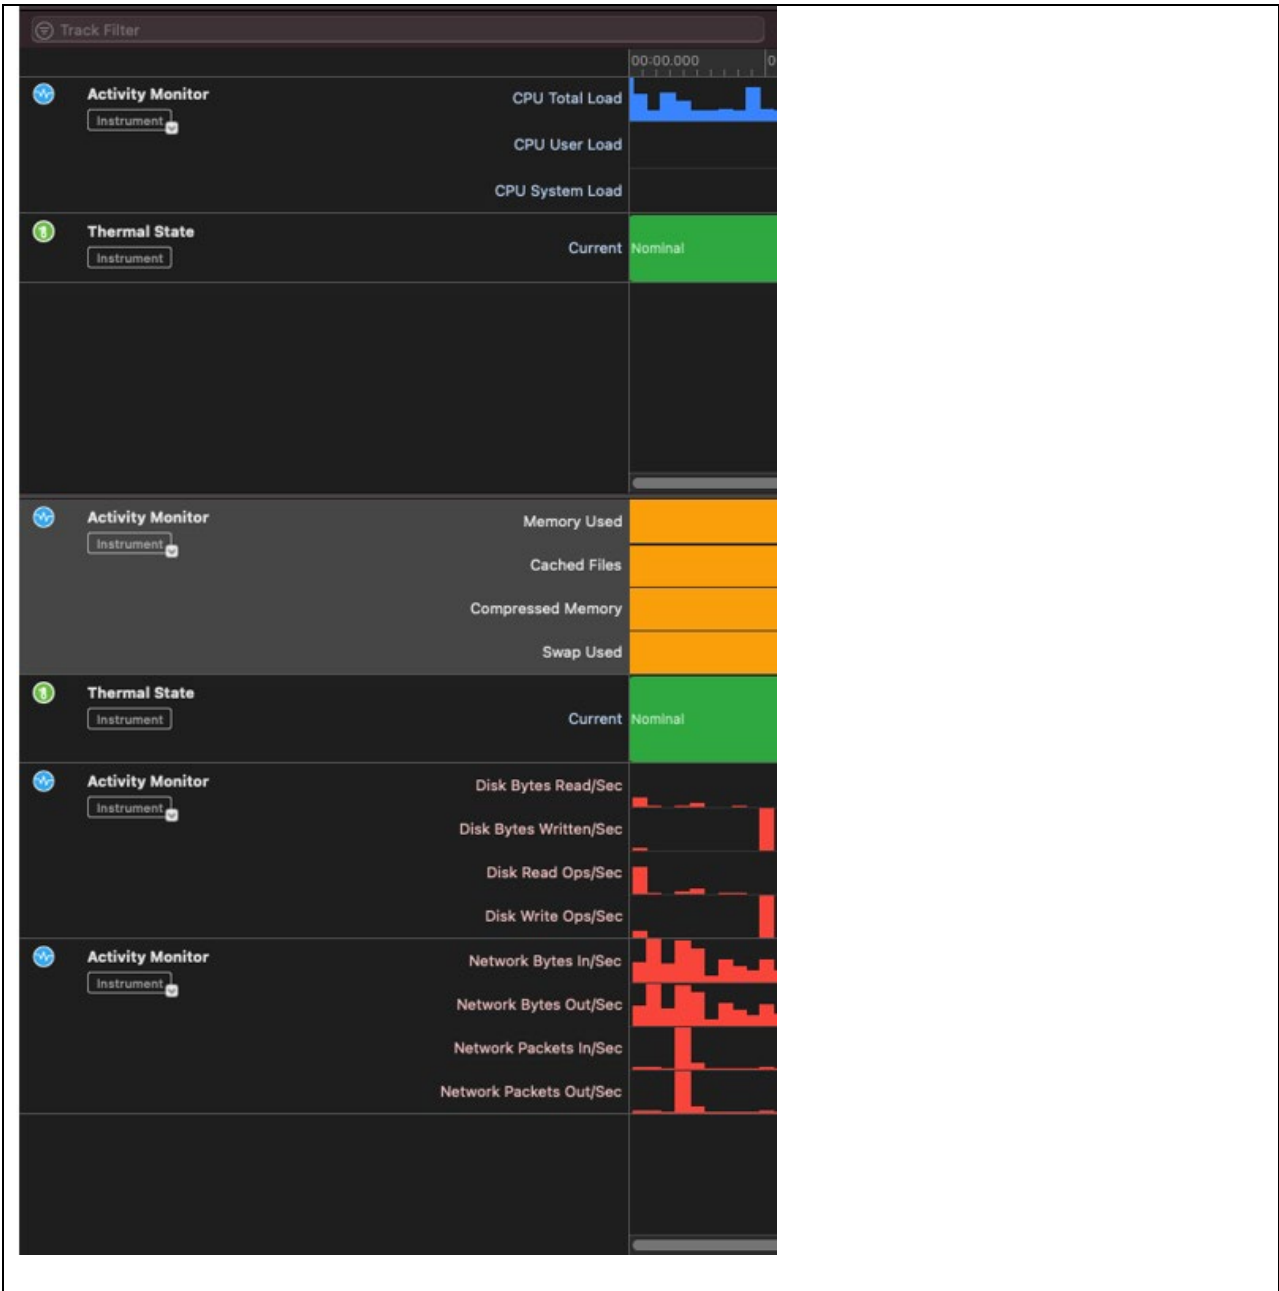 Track Filter
00:00.000
Activity Monitor
Instrument
CPU Total Load
CPU User Load
CPU System Load
Thermal State
Instrument
Current
Nominal
Activity Monitor
Instrument
Memory Used
Cached Files
Compressed Memory
Swap Used
Thermal State
Instrument
Current
Nominal
Activity Monitor
Instrument
Disk Bytes Read/Sec
Disk Bytes Written/Sec
Disk Read Ops/Sec
Disk Write Ops/Sec
Activity Monitor
Instrument
Network Bytes In/Sec
Network Bytes Out/Sec
Network Packets In/Sec
Network Packets Out/Sec